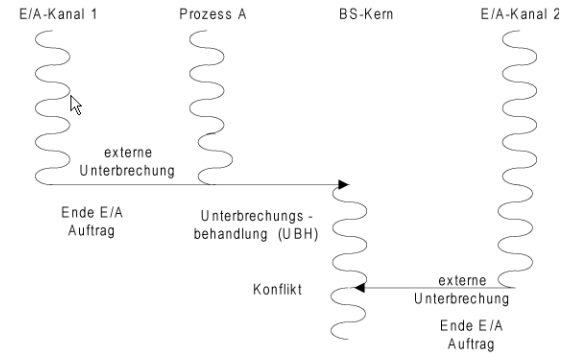 E/A-Kanal 1
Prozess A
BS-Kern
E/A-Kanal 2
externe
Unterbrechung
Ende E/A
Auftrag
Unterbrechungs -
behandlung (UBH)
Konflikt
externe
Unterbrechung
Ende E/A
Auftrag